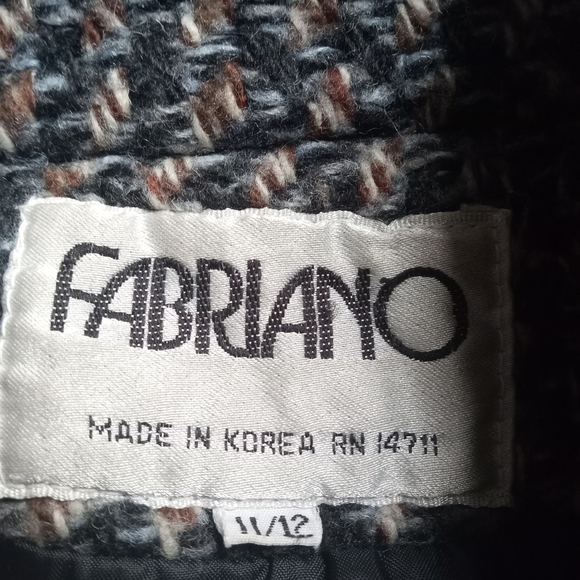 FABRIANO
MADE IN KOREA RN 14711
11/12